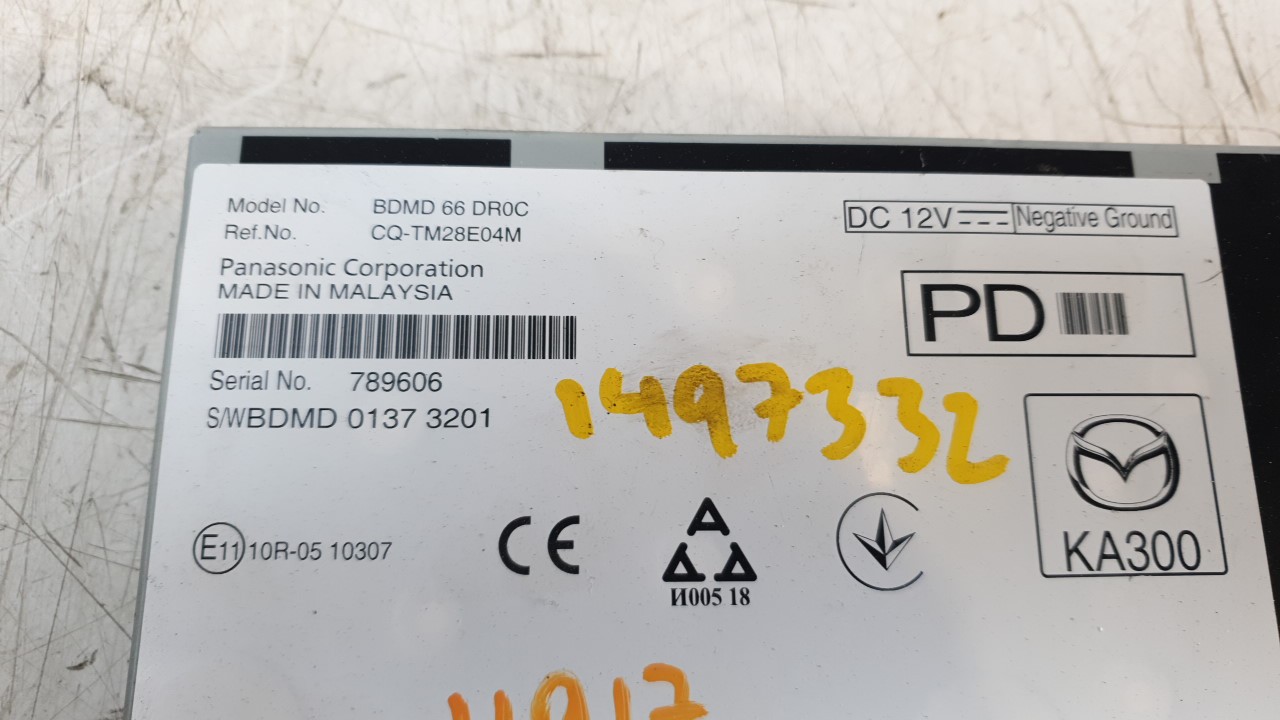 Model No. BDMD 66 DR0C
Ref.No. CQ-TM28E04M
Panasonic Corporation
MADE IN MALAYSIA
Serial No. 789606
S/WBDMD 0137 3201
DC 12V Negative Ground
PD
1497332
KA300
E11 10R-05 10307
CE
И005 18